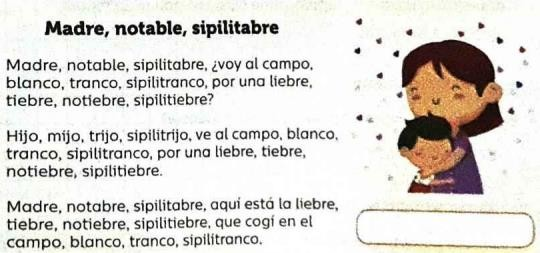 Madre, notable, sipilitabre
Madre, notable, sipilitabre, ¿voy al campo,
blanco, tranco, sipilitranco, por una liebre,
tiebre, notiebre, sipilitiebre?
Hijo, mijo, trijo, sipilitrijo, ve al campo, blanco,
tranco, sipilitranco, por una liebre, tiebre,
notiebre, sipilitiebre.
Madre, notabre, sipilitabre, aquí está la liebre,
tiebre, notiebre, sipilitiebre, que cogí en el
campo, blanco, tranco, sipilitranco.